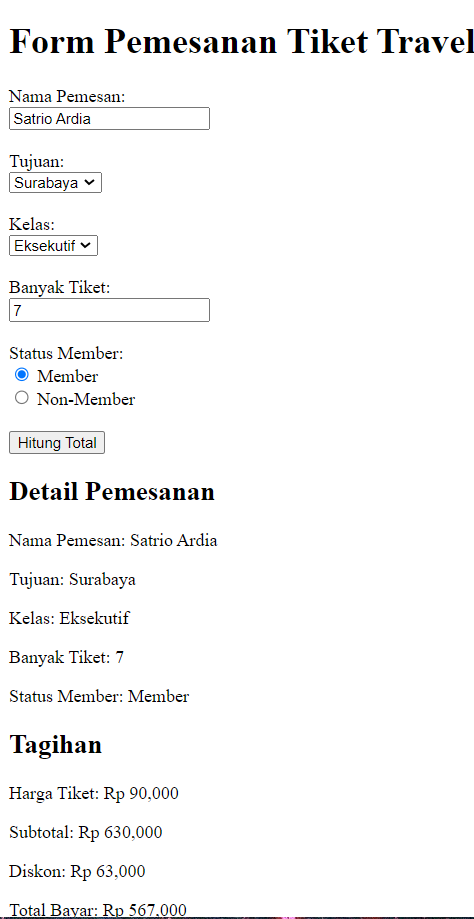 Form Pemesanan Tiket Travel
Nama Pemesan:
Satrio Ardia
Tujuan:
Surabaya
Kelas:
Eksekutif
Banyak Tiket:
7
Status Member:
Member
Non-Member
Hitung Total
Detail Pemesanan
Nama Pemesan: Satrio Ardia
Tujuan: Surabaya
Kelas: Eksekutif
Banyak Tiket: 7
Status Member: Member
Tagihan
Harga Tiket: Rp 90,000
Subtotal: Rp 630,000
Diskon: Rp 63,000
Total Bayar: Rp 567,000